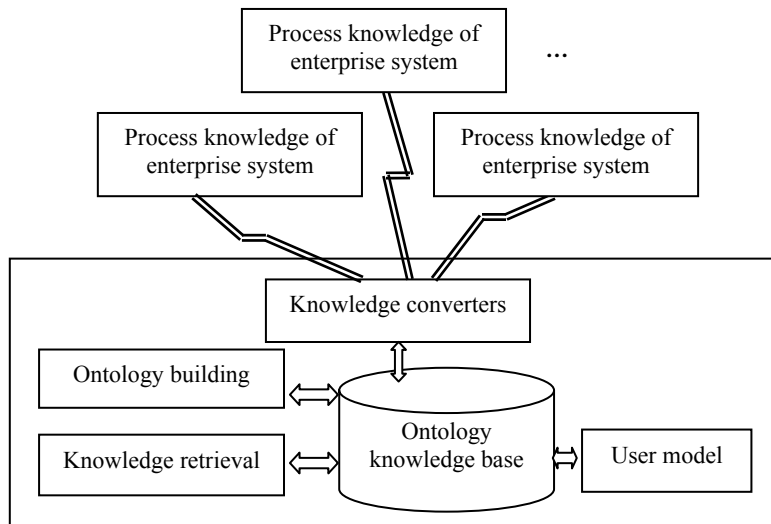 Process knowledge of
enterprise system
...
Process knowledge of
enterprise system
Process knowledge of
enterprise system
Knowledge converters
Ontology building
Knowledge retrieval
Ontology
knowledge base
User model